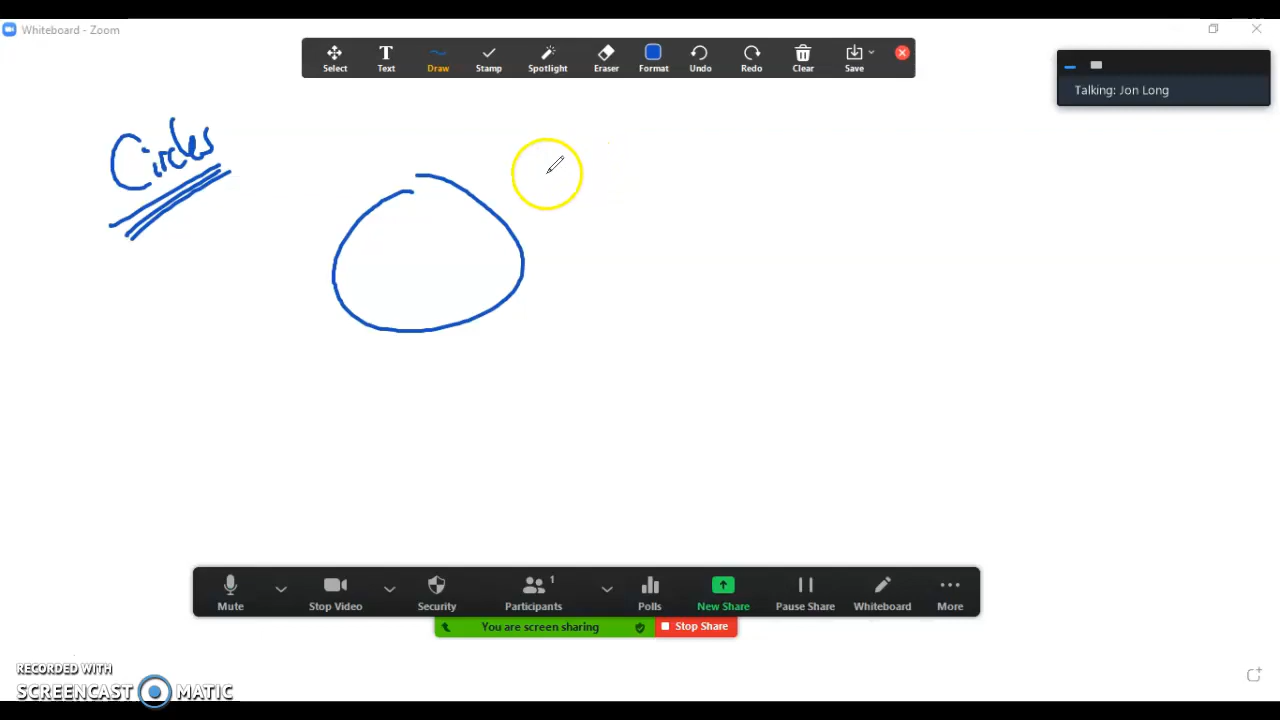 Whiteboard - Zoom
Select Text Draw Stamp Spotlight Eraser Format Undo Redo Clear Save
Talking: Jon Long
Circles
Mute Stop Video Security Participants 1 Polls New Share Pause Share Whiteboard More
You are screen sharing Stop Share
RECORDED WITH
SCREENCAST MATIC